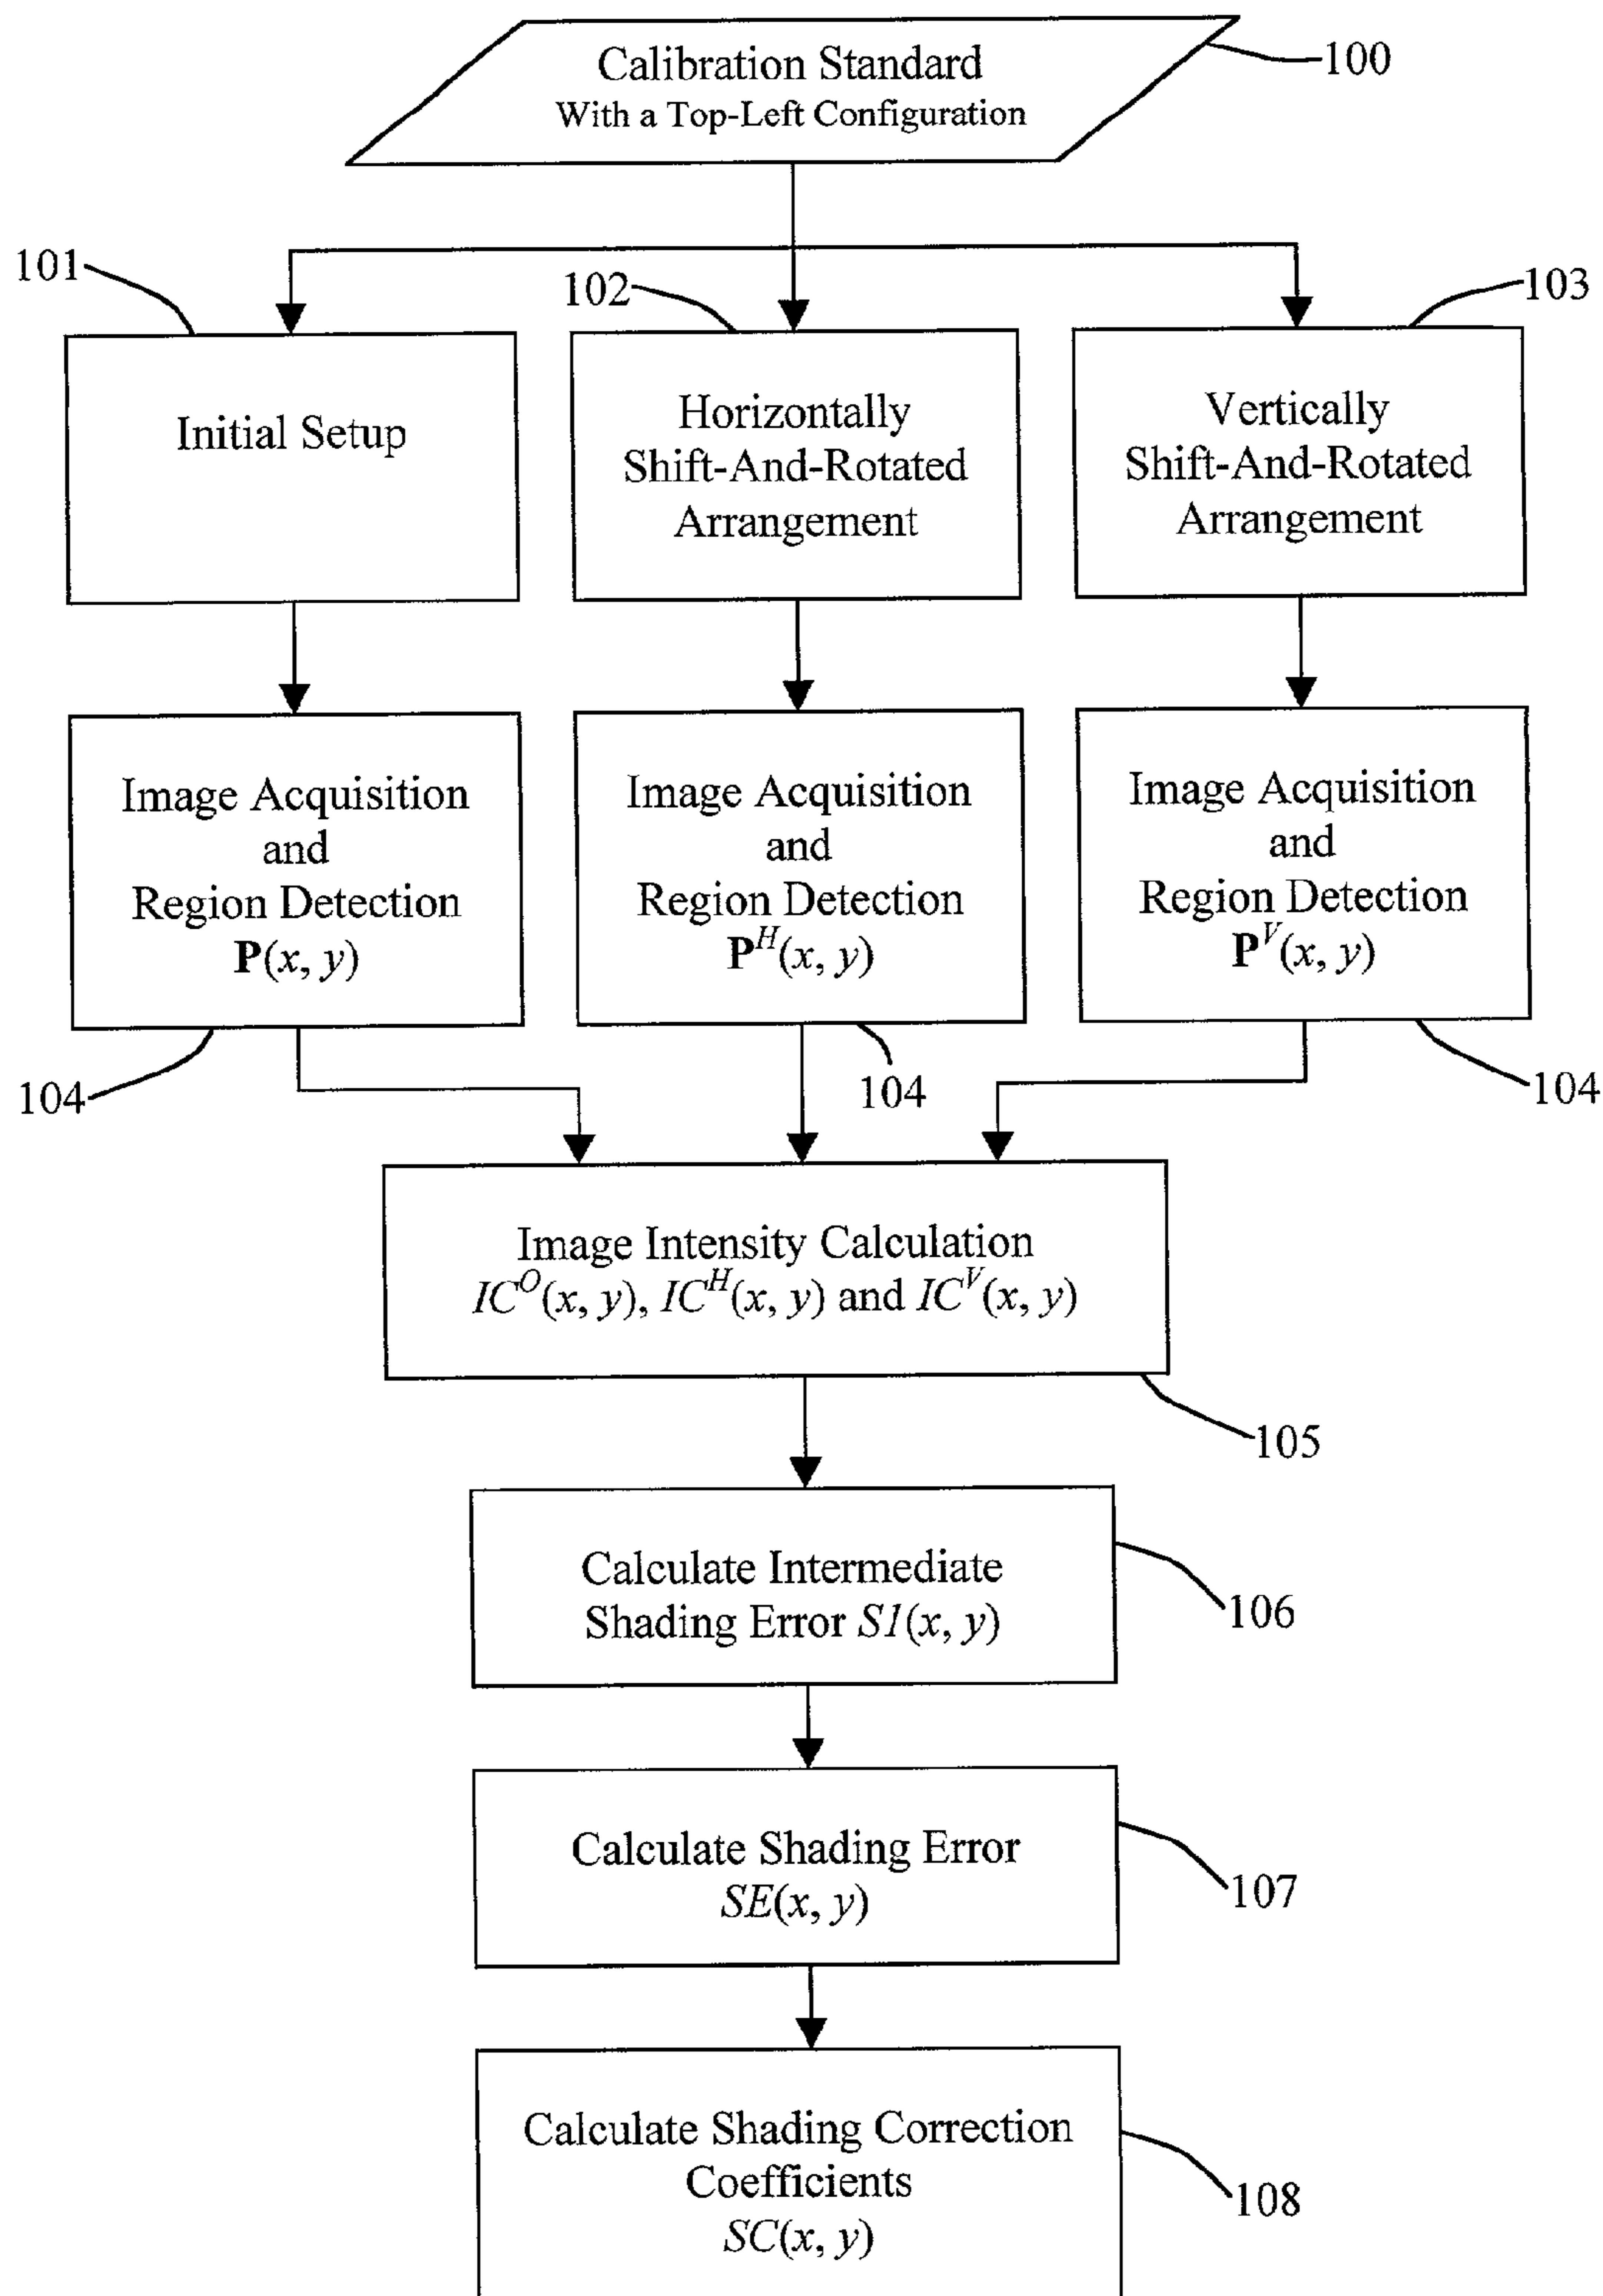 Calibration Standard
With a Top-Left Configuration
100
101
102
103
Initial Setup
Horizontally
Shift-And-Rotated
Arrangement
Vertically
Shift-And-Rotated
Arrangement
Image Acquisition
and
Region Detection
P(x, y)
Image Acquisition
and
Region Detection
P^H(x, y)
Image Acquisition
and
Region Detection
P^V(x, y)
104
104
104
Image Intensity Calculation
IC^O(x, y), IC^H(x, y) and IC^V(x, y)
105
Calculate Intermediate
Shading Error S1(x, y)
106
Calculate Shading Error
SE(x, y)
107
Calculate Shading Correction
Coefficients
SC(x, y)
108